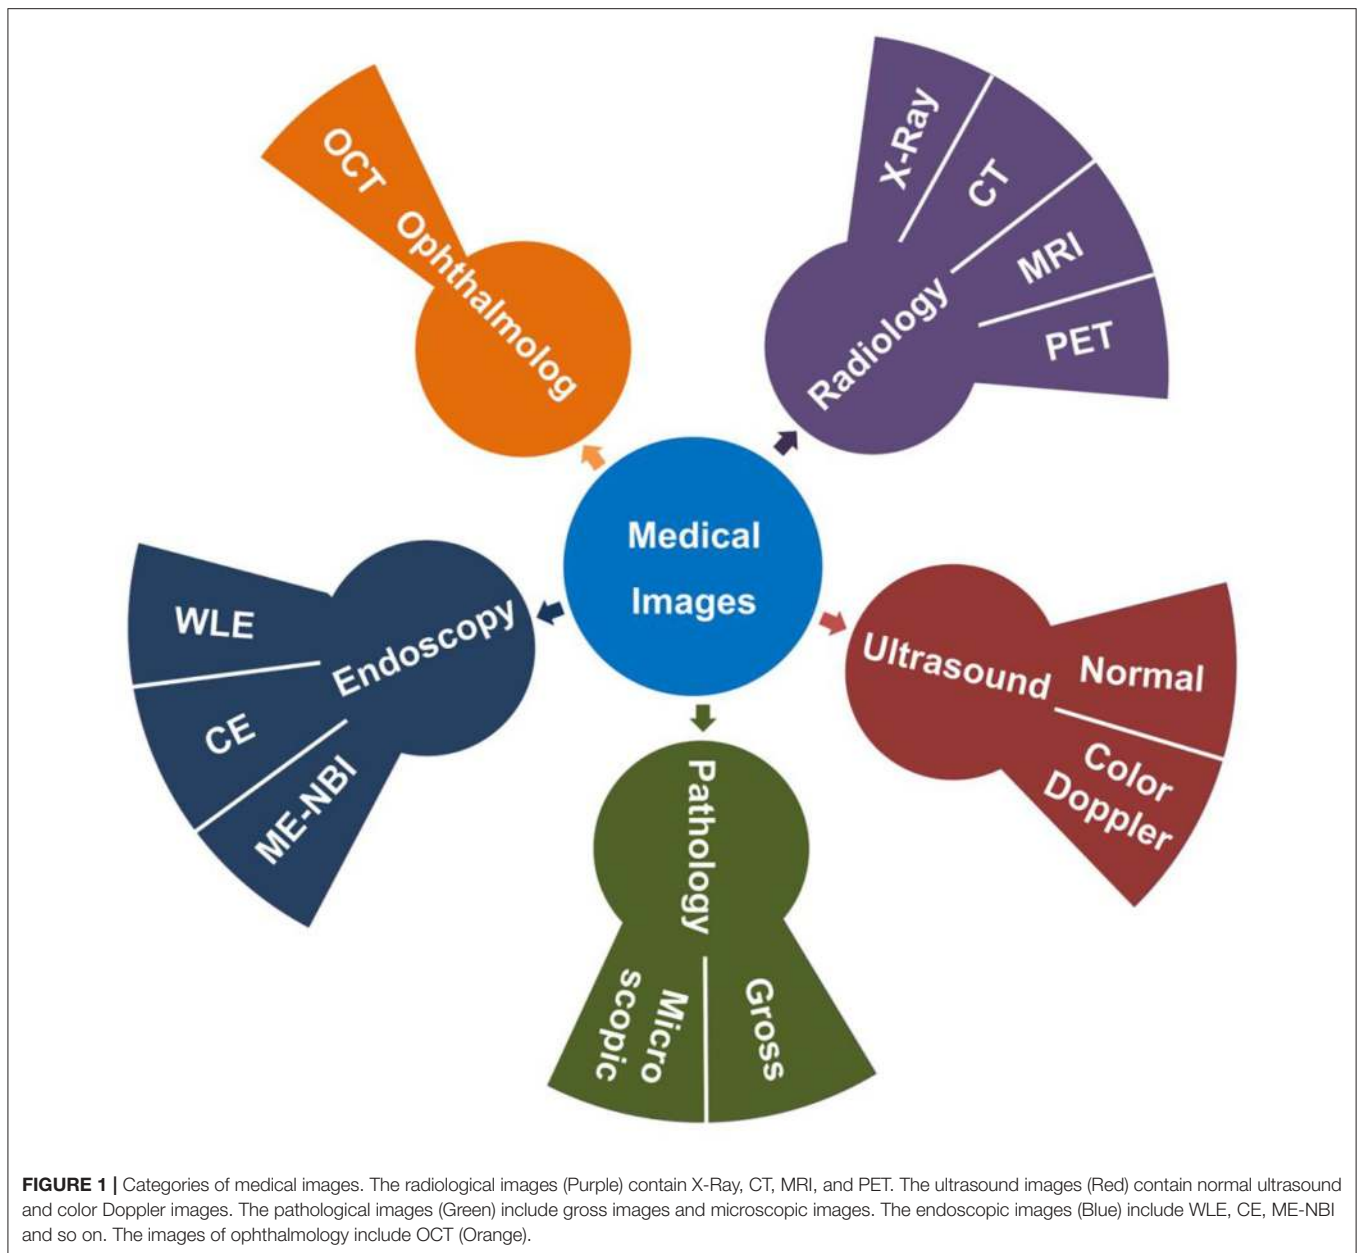 OCT
Ophthalmolog
X-Ray
CT
MRI
PET
Radiology
Medical
Images
WLE
CE
ME-NBI
Endoscopy
Ultrasound
Normal
Color
Doppler
Pathology
Micro
scopic
Gross
FIGURE 1 | Categories of medical images. The radiological images (Purple) contain X-Ray, CT, MRI, and PET. The ultrasound images (Red) contain normal ultrasound
and color Doppler images. The pathological images (Green) include gross images and microscopic images. The endoscopic images (Blue) include WLE, CE, ME-NBI
and so on. The images of ophthalmology include OCT (Orange).